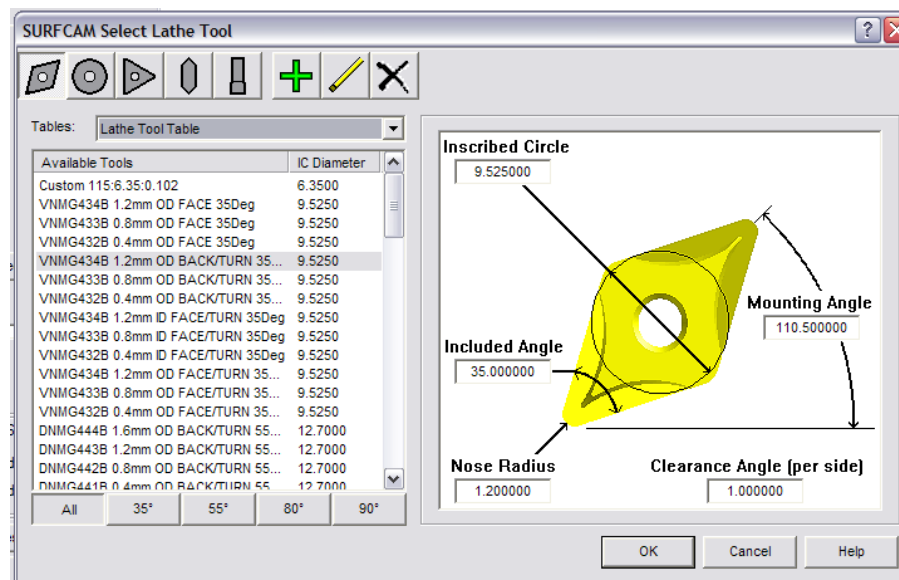 SURFCAM Select Lathe Tool
Tables: Lathe Tool Table
Available Tools IC Diameter
Custom 115:6.35:0.102 6.3500
VNMG434B 1.2mm OD FACE 35Deg 9.5250
VNMG433B 0.8mm OD FACE 35Deg 9.5250
VNMG432B 0.4mm OD FACE 35Deg 9.5250
VNMG434B 1.2mm OD BACK/TURN 35... 9.5250
VNMG433B 0.8mm OD BACK/TURN 35... 9.5250
VNMG432B 0.4mm OD BACK/TURN 35... 9.5250
VNMG434B 1.2mm ID FACE/TURN 35Deg 9.5250
VNMG433B 0.8mm ID FACE/TURN 35Deg 9.5250
VNMG432B 0.4mm ID FACE/TURN 35Deg 9.5250
VNMG434B 1.2mm OD FACE/TURN 35... 9.5250
VNMG433B 0.8mm OD FACE/TURN 35... 9.5250
VNMG432B 0.4mm OD FACE/TURN 35... 9.5250
DNMG444B 1.6mm OD BACK/TURN 55... 12.7000
DNMG443B 1.2mm OD BACK/TURN 55... 12.7000
DNMG442B 0.8mm OD BACK/TURN 55... 12.7000
DNMG441B 0.4mm OD BACK/TURN 55... 12.7000
All 35° 55° 80° 90°
Inscribed Circle
9.525000
Mounting Angle
110.500000
Included Angle
35.000000
Nose Radius
1.200000
Clearance Angle (per side)
1.000000
OK Cancel Help